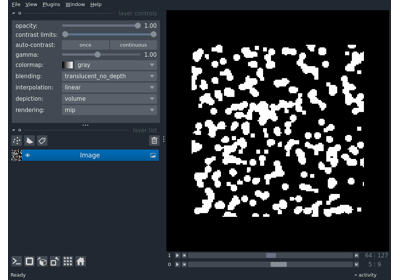 File View Plugins Window Help
layer controls
opacity: 1.00
contrast limits:
auto-contrast: once continuous
gamma: 1.00
colormap: gray
blending: translucent_no_depth
interpolation: linear
depiction: volume
rendering: mip
layer list
Image
1 64 127
0 5 9
Ready activity